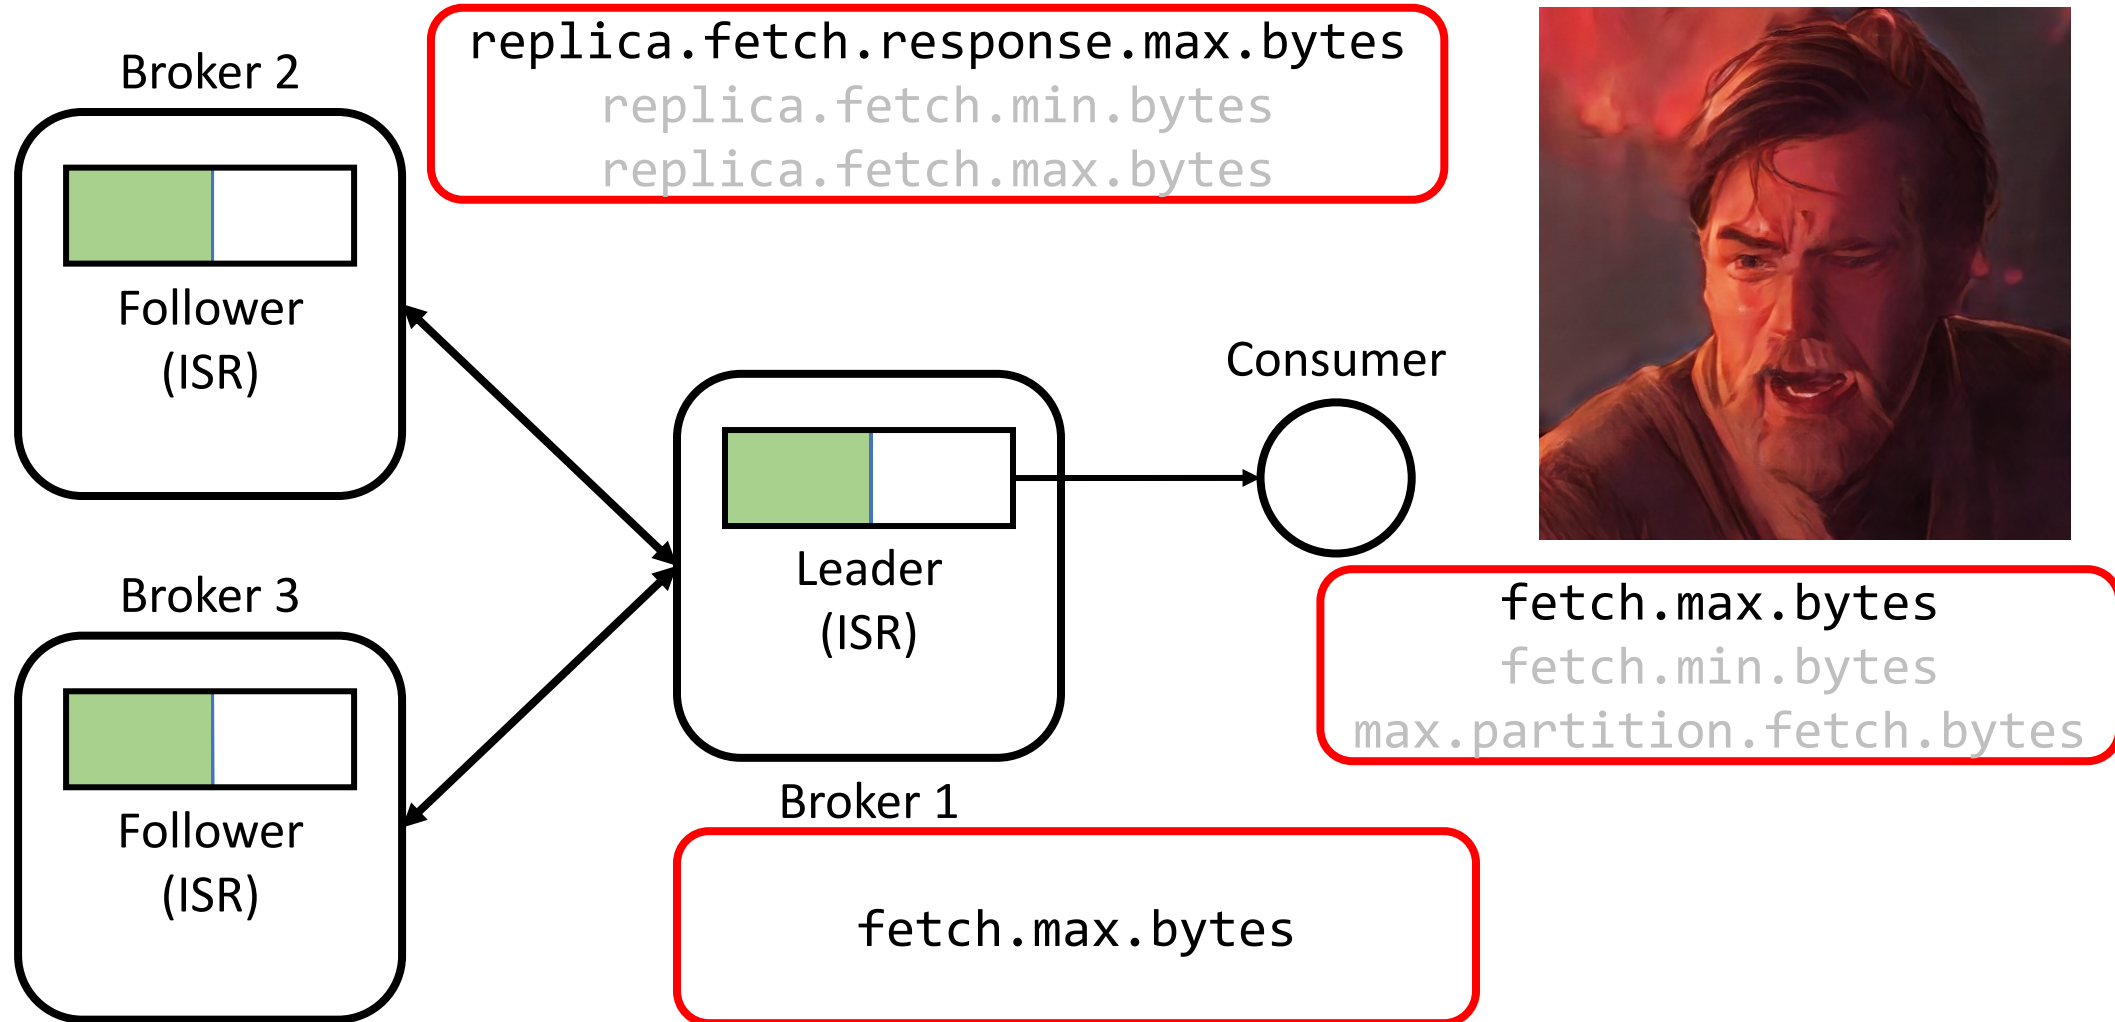 replica.fetch.response.max.bytes
replica.fetch.min.bytes
replica.fetch.max.bytes
Broker 2
Follower
(ISR)
Consumer
Leader
(ISR)
Broker 1
Broker 3
Follower
(ISR)
fetch.max.bytes
fetch.min.bytes
max.partition.fetch.bytes
fetch.max.bytes